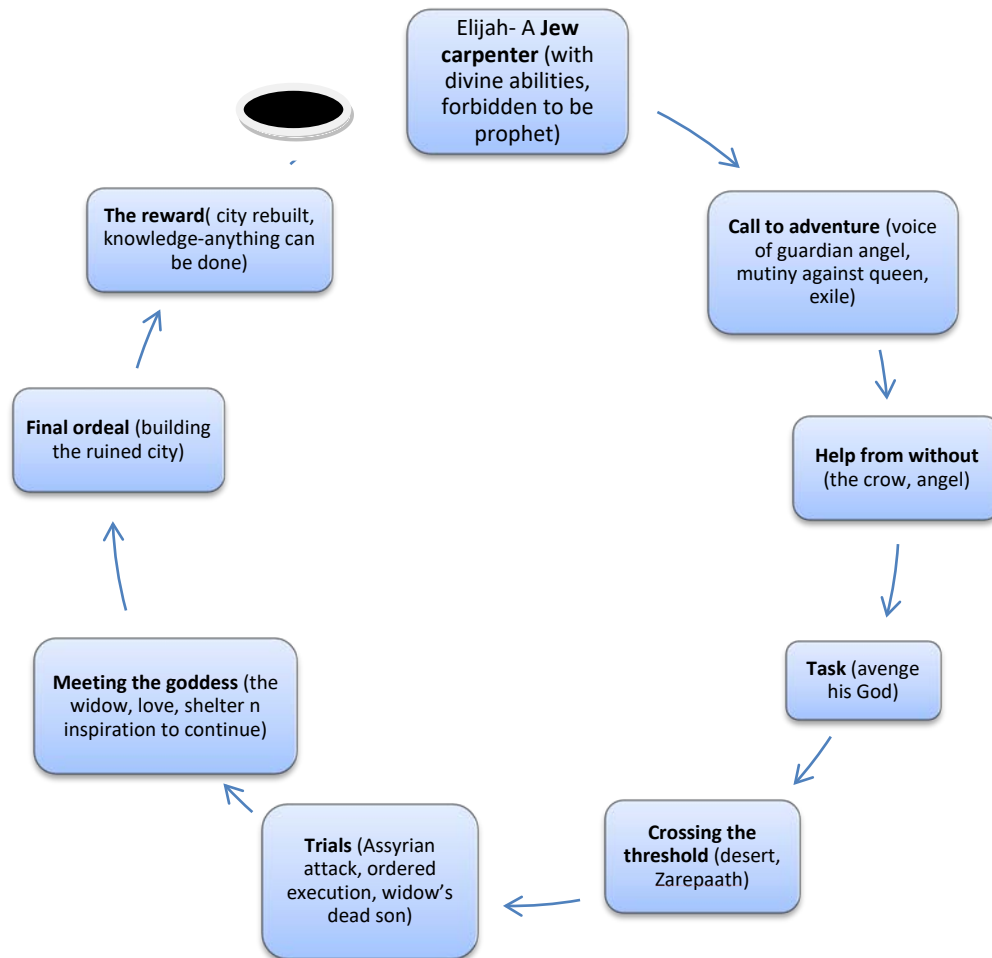 Elijah- A Jew
carpenter (with
divine abilities,
forbidden to be
prophet)
Call to adventure (voice
of guardian angel,
mutiny against queen,
exile)
Help from without
(the crow, angel)
Task (avenge
his God)
Crossing the
threshold (desert,
Zarepaath)
Trials (Assyrian
attack, ordered
execution, widow’s
dead son)
Meeting the goddess (the
widow, love, shelter n
inspiration to continue)
Final ordeal (building
the ruined city)
The reward( city rebuilt,
knowledge-anything can
be done)